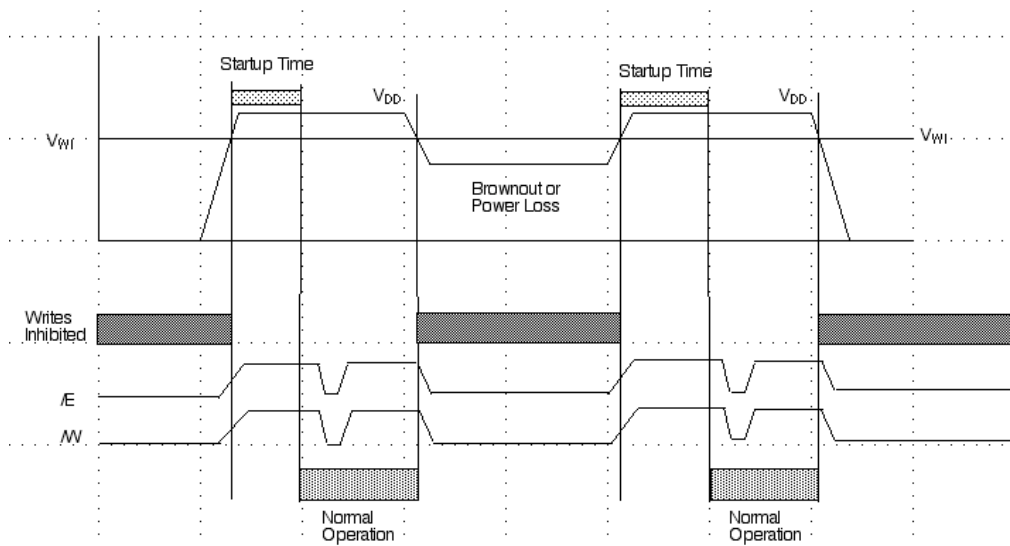 Startup Time
Startup Time
VDD
VDD
VWI
VWI
Brownout or
Power Loss
Writes
Inhibited
/E
/W
Normal
Operation
Normal
Operation